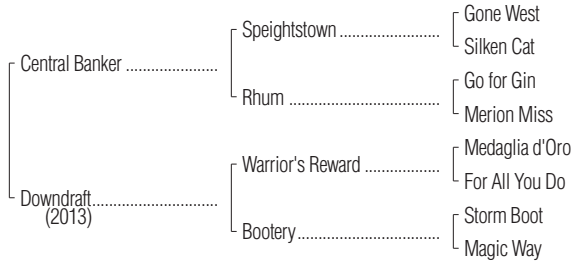 Gone West
Speightstown
Silken Cat
Central Banker
Go for Gin
Rhum
Merion Miss
Medaglia d'Oro
Warrior's Reward
For All You Do
Downdraft
(2013)
Storm Boot
Bootery
Magic Way